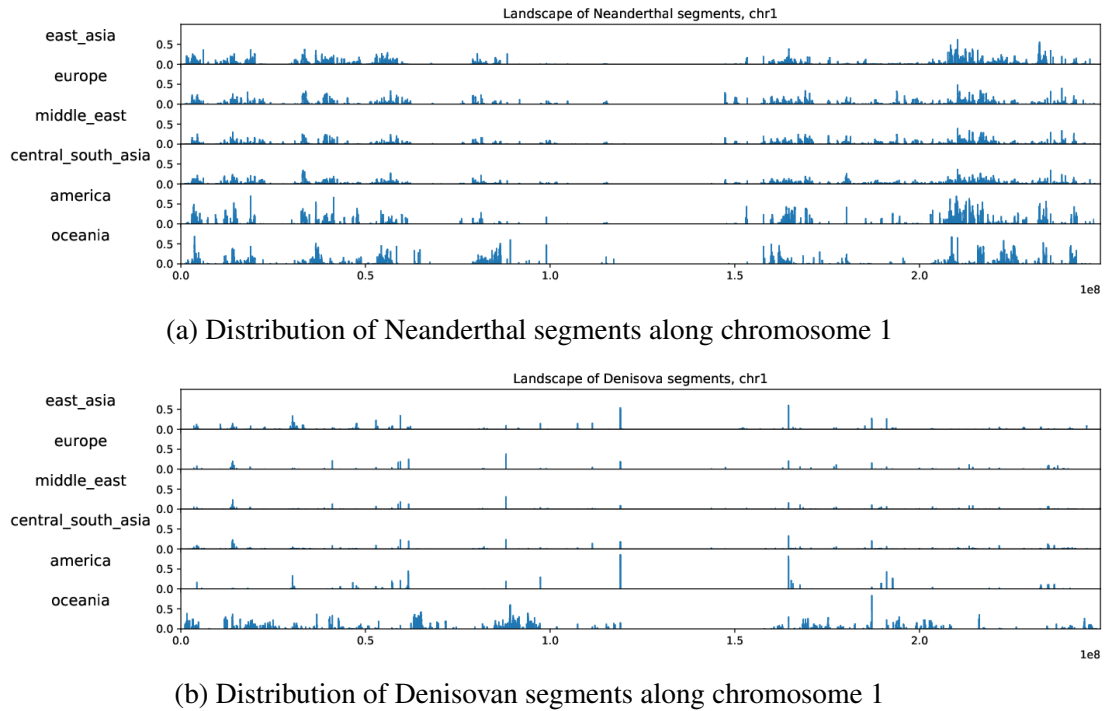 Landscape of Neanderthal segments, chr1
east_asia
0.5
0.0
europe
0.5
0.0
middle_east
0.5
0.0
central_south_asia
0.5
0.0
america
0.5
0.0
oceania
0.5
0.0
0.0 0.5 1.0 1.5 2.0
1e8
(a) Distribution of Neanderthal segments along chromosome 1
Landscape of Denisova segments, chr1
east_asia
0.5
0.0
europe
0.5
0.0
middle_east
0.5
0.0
central_south_asia
0.5
0.0
america
0.5
0.0
oceania
0.5
0.0
0.0 0.5 1.0 1.5 2.0
1e8
(b) Distribution of Denisovan segments along chromosome 1